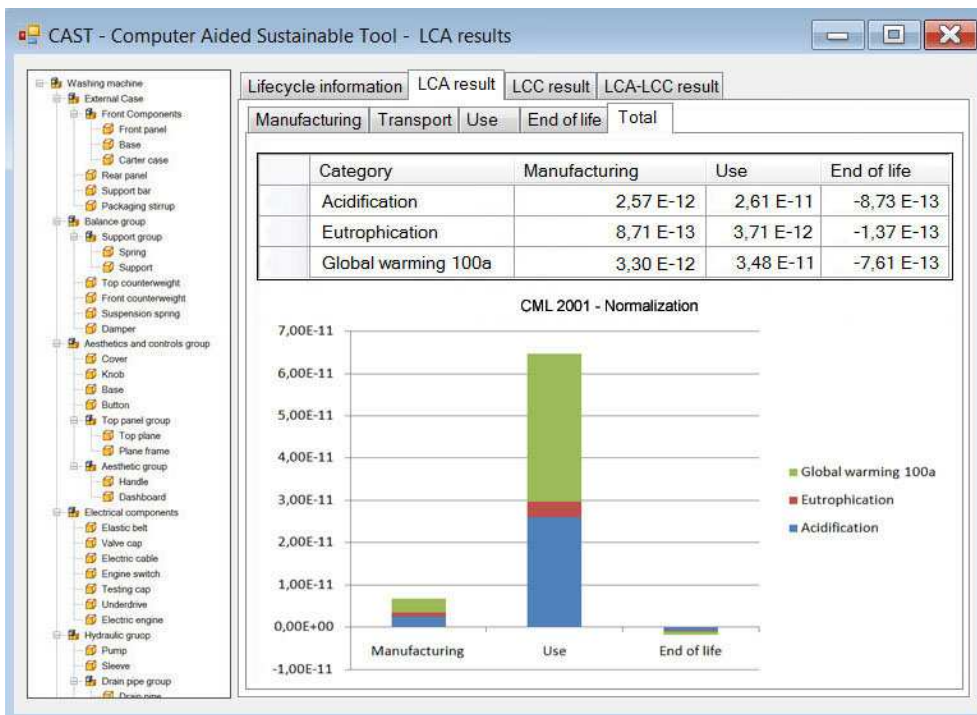 CAST - Computer Aided Sustainable Tool - LCA results
Washing machine
External Case
Front Components
Front panel
Base
Carter case
Rear panel
Support bar
Packaging stirrup
Balance group
Support group
Spring
Support
Top counterweight
Front counterweight
Suspension spring
Damper
Aesthetics and controls group
Cover
Knob
Base
Button
Top panel group
Top plane
Plane frame
Aesthetic group
Handle
Dashboard
Electrical components
Elastic belt
Valve cap
Electric cable
Engine switch
Testing cap
Underdrive
Electric engine
Hydraulic gruop
Pump
Sleeve
Drain pipe group
Drain pipe
Lifecycle information LCA result LCC result LCA-LCC result
Manufacturing Transport Use End of life Total
Category Manufacturing Use End of life
Acidification 2,57 E-12 2,61 E-11 -8,73 E-13
Eutrophication 8,71 E-13 3,71 E-12 -1,37 E-13
Global warming 100a 3,30 E-12 3,48 E-11 -7,61 E-13
CML 2001 - Normalization
7,00E-11
6,00E-11
5,00E-11
4,00E-11
3,00E-11
2,00E-11
1,00E-11
0,00E+00
-1,00E-11
Manufacturing Use End of life
Global warming 100a
Eutrophication
Acidification